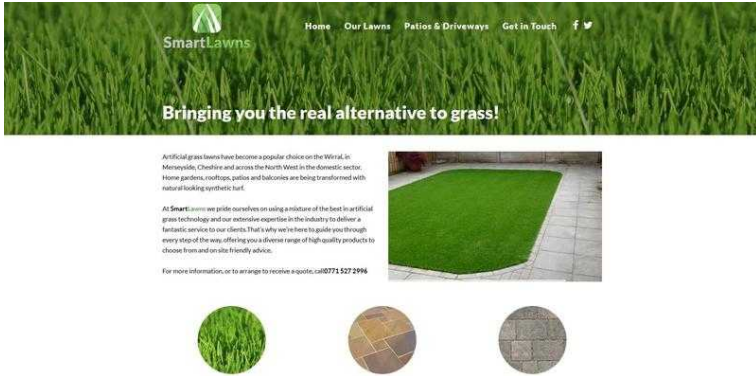 Home Our Lawns Patios & Driveways Get in Touch
SmartLawns
Bringing you the real alternative to grass!
Artificial grass lawns have become a popular choice on the Wirral, in
Merseyside, Cheshire and across the North West in the domestic sector.
Home gardens, rooftops, patios and balconies are being transformed with
natural looking synthetic turf.
At SmartLawns we pride ourselves on using a mixture of the best in artificial
grass technology and our extensive expertise in the industry to deliver a
fantastic service to our clients.That's why we're here to guide you through
every step of the way, offering you a diverse range of high quality products to
choose from and on site friendly advice.
For more information, or to arrange to receive a quote, call0771 527 2996